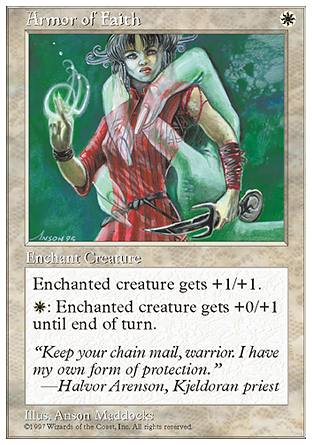 Armor of Faith
ANSON 96
Enchant Creature
Enchanted creature gets +1/+1.
: Enchanted creature gets +0/+1
until end of turn.
“Keep your chain mail, warrior. I have
my own form of protection.”
—Halvor Arenson, Kjeldoran priest
Illus. Anson Maddocks
©1997 Wizards of the Coast, Inc. All rights reserved.